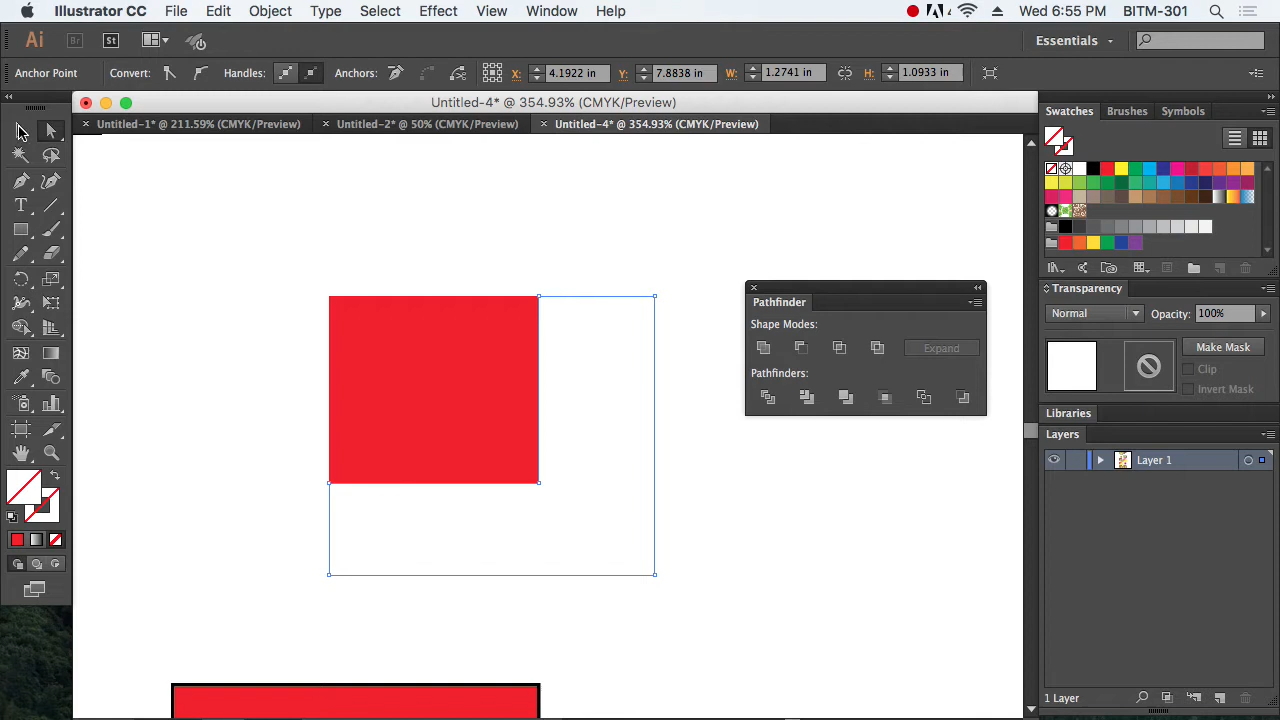 Illustrator CC File Edit Object Type Select Effect View Window Help 4 Wed 6:55 PM BITM-301
Ai Br St Essentials
Anchor Point Convert: Handles: Anchors: X: 4.1922 in Y: 7.8838 in W: 1.2741 in H: 1.0933 in
Untitled-4* @ 354.93% (CMYK/Preview)
Untitled-1* @ 211.59% (CMYK/Preview) Untitled-2* @ 50% (CMYK/Preview) Untitled-4* @ 354.93% (CMYK/Preview)
Swatches Brushes Symbols
T
Pathfinder
Shape Modes:
Expand
Pathfinders:
Transparency
Normal Opacity: 100%
Make Mask
Clip
Invert Mask
Libraries
Layers
Layer 1
1 Layer